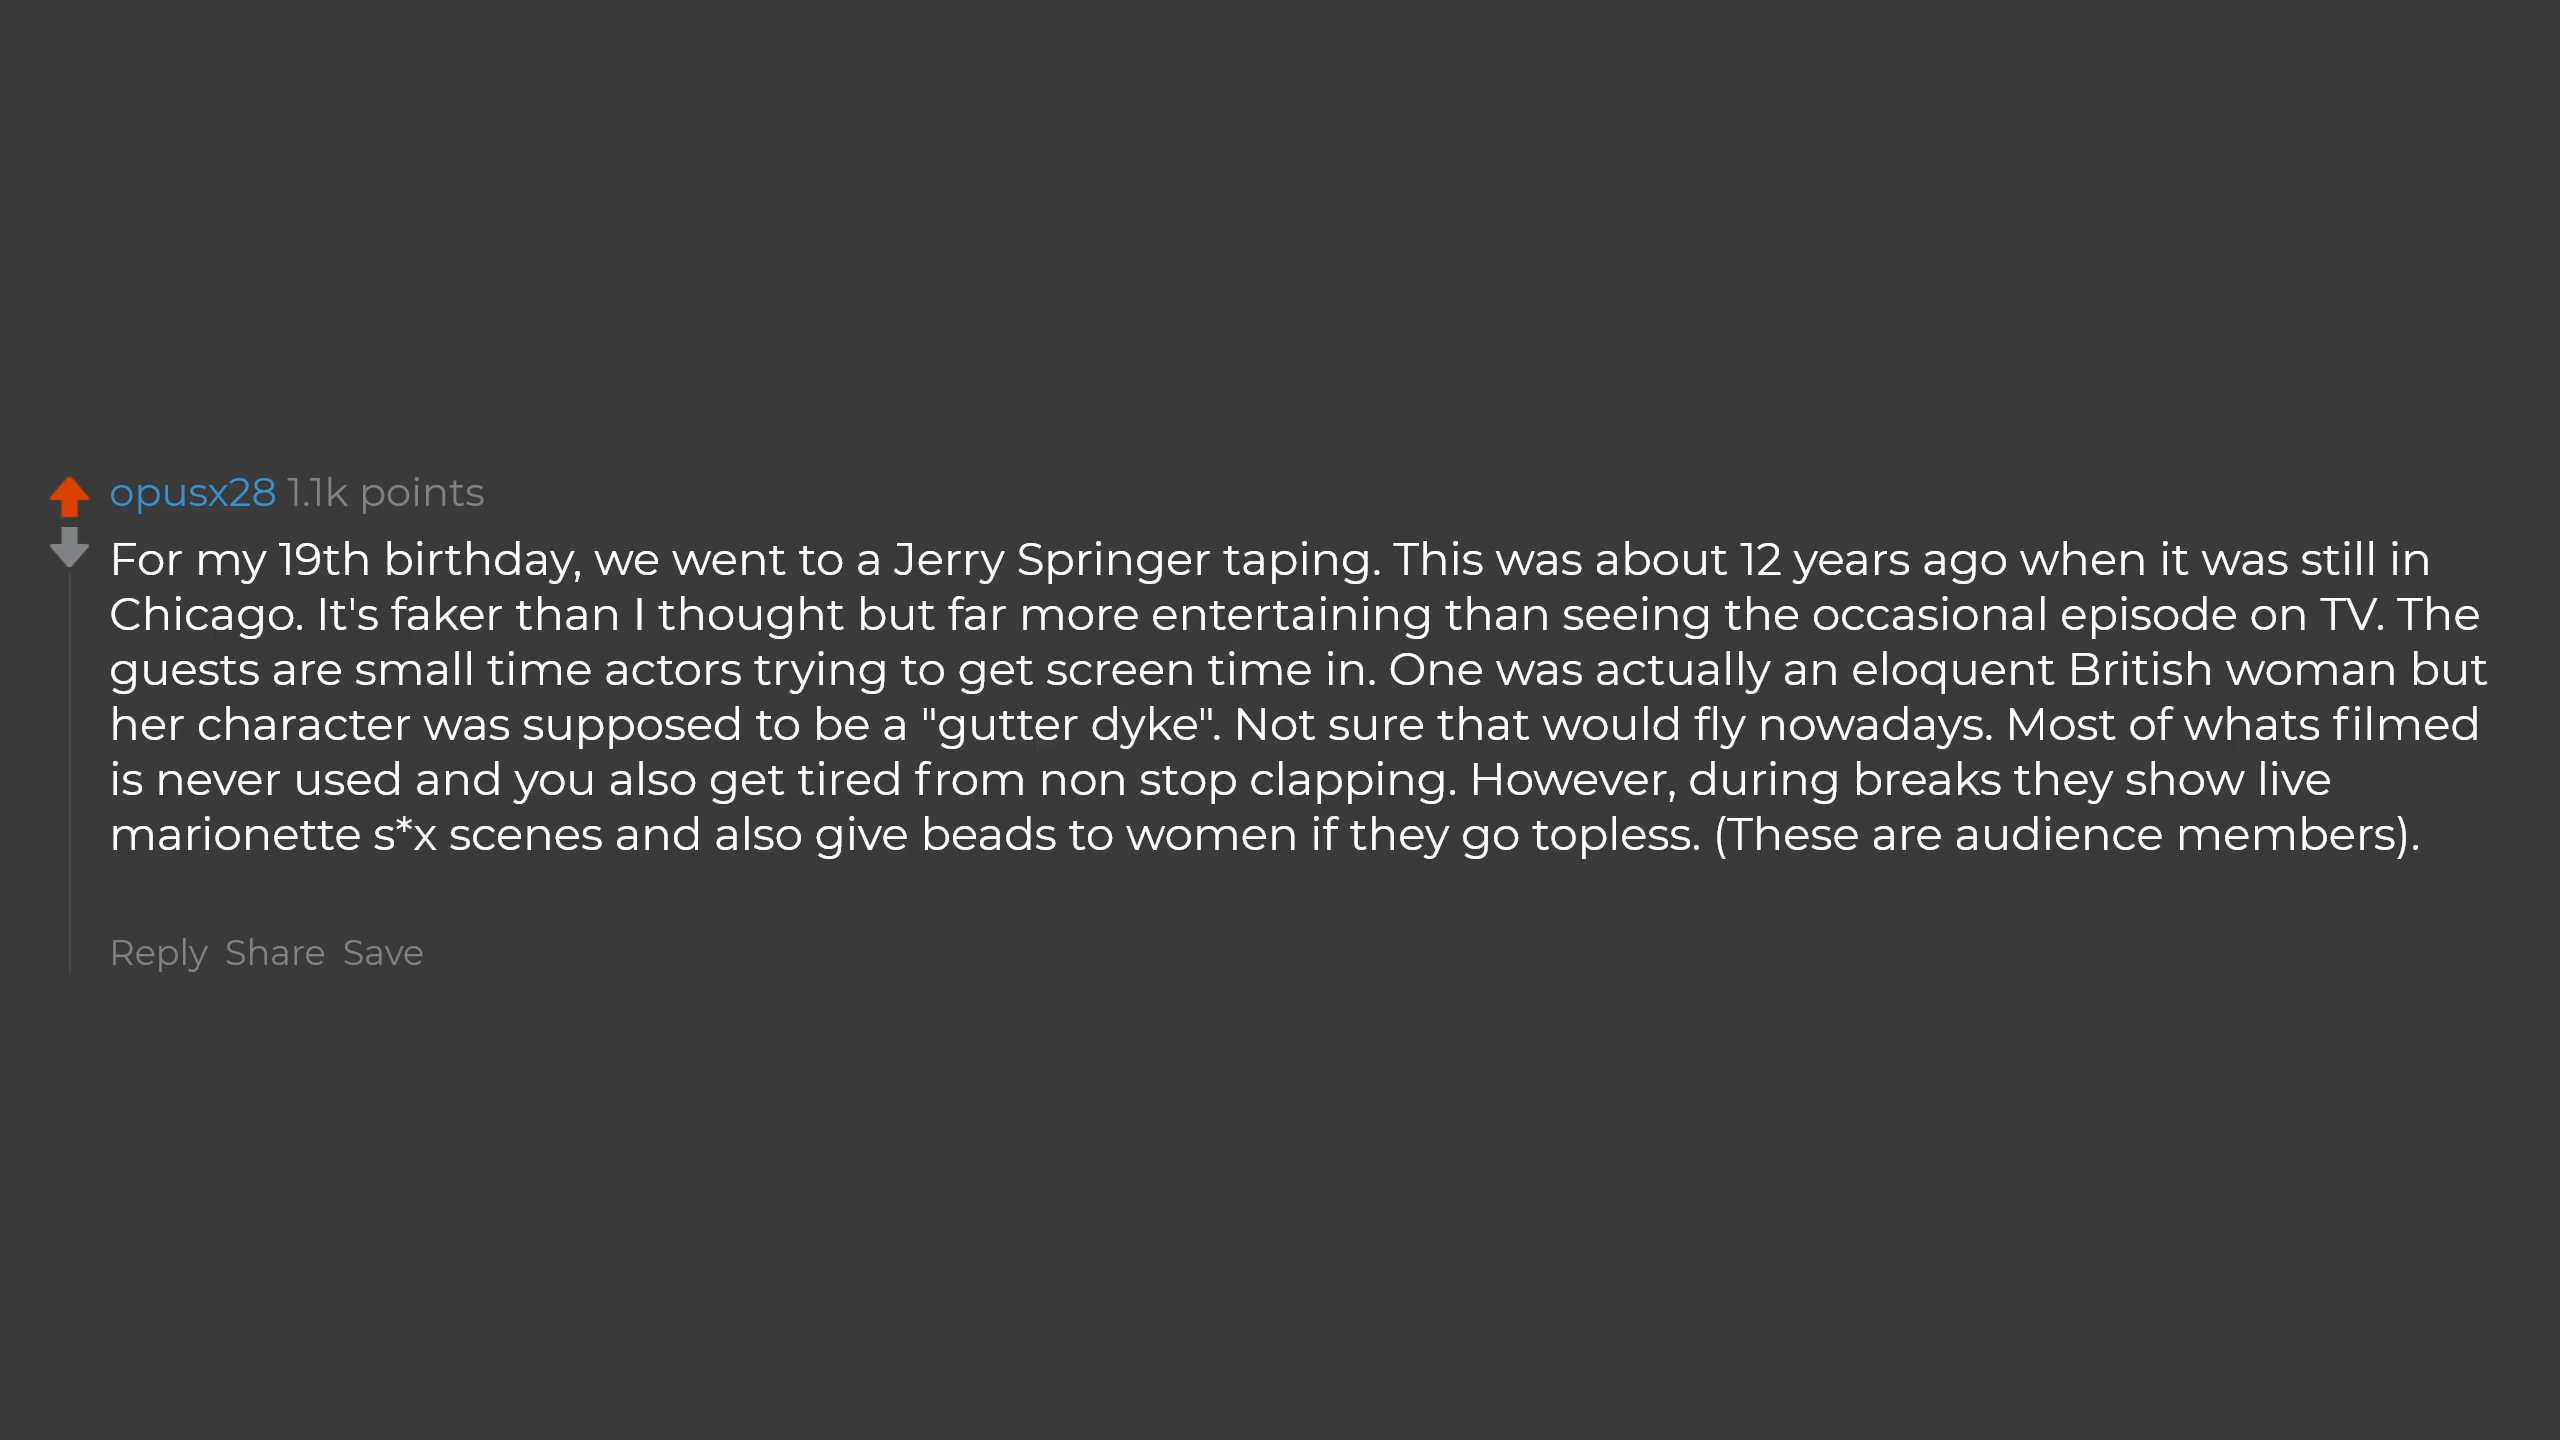 opusx28 1.1k points
For my 19th birthday, we went to a Jerry Springer taping. This was about 12 years ago when it was still in
Chicago. It's faker than I thought but far more entertaining than seeing the occasional episode on TV. The
guests are small time actors trying to get screen time in. One was actually an eloquent British woman but
her character was supposed to be a "gutter dyke". Not sure that would fly nowadays. Most of whats filmed
is never used and you also get tired from non stop clapping. However, during breaks they show live
marionette s*x scenes and also give beads to women if they go topless. (These are audience members).
Reply Share Save